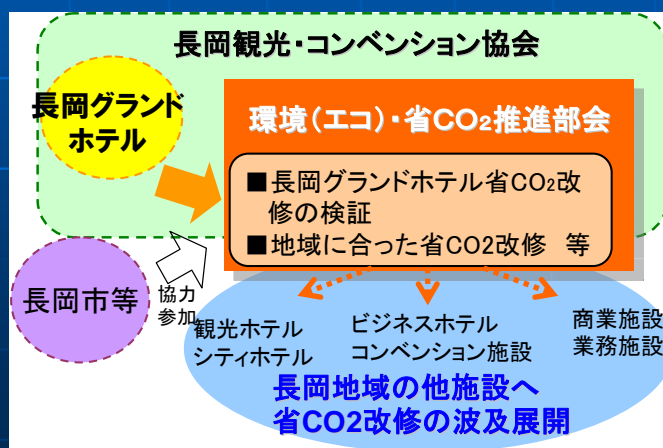 長岡観光・コンベンション協会
長岡グランド
ホテル
環境(エコ)・省CO₂推進部会
■長岡グランドホテル省CO₂改
修の検証
■地域に合った省CO2改修 等
長岡市等
協力
参加
観光ホテル
シティホテル
ビジネスホテル
コンベンション施設
商業施設
業務施設
長岡地域の他施設へ
省CO2改修の波及展開